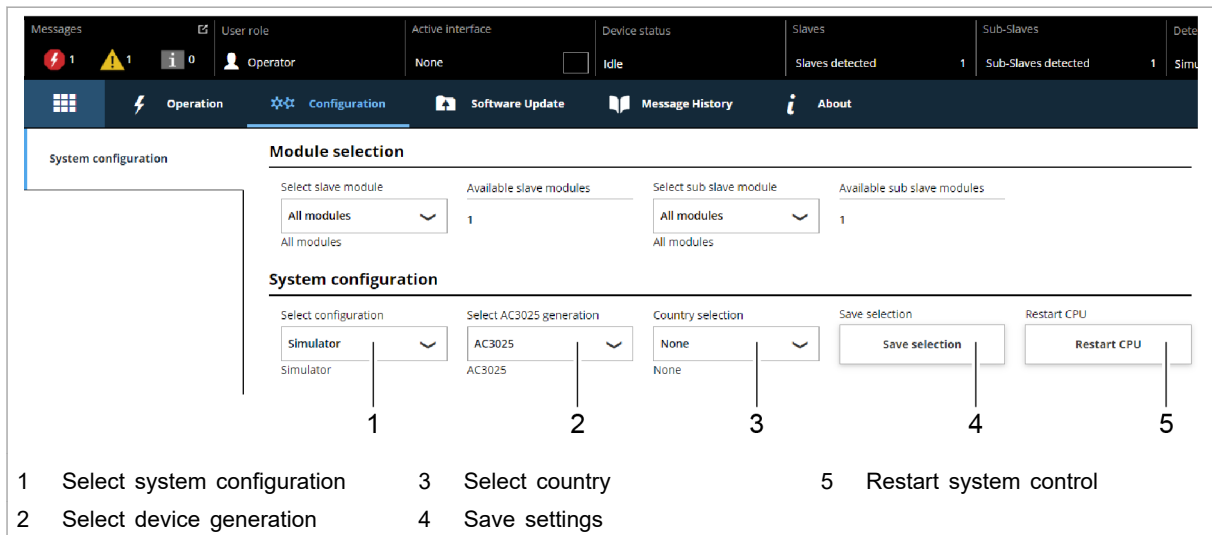 Messages User role Active interface Device status Slaves Sub-Slaves
1 1 i 0 Operator None Idle Slaves detected 1 Sub-Slaves detected 1
Operation Configuration Software Update Message History i About
System configuration
Module selection
Select slave module Available slave modules Select sub slave module Available sub slave modules
All modules 1 All modules 1
All modules All modules
System configuration
Select configuration Select AC3025 generation Country selection Save selection Restart CPU
Simulator AC3025 None Save selection Restart CPU
Simulator AC3025 None
1 2 3 4 5
1 Select system configuration 3 Select country 5 Restart system control
2 Select device generation 4 Save settings